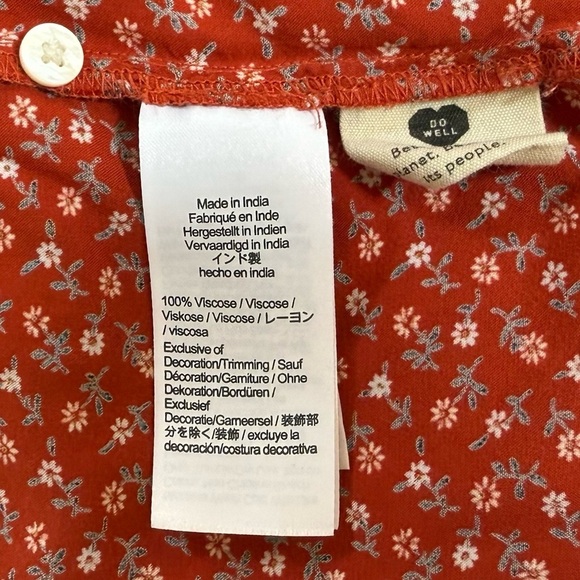 Made in India
Fabriqué en Inde
Hergestellt in Indien
Vervaardigd in India
インド製
hecho en india
100% Viscose / Viscose /
Viskose / Viscose / レーヨン
/ viscosa
Exclusive of
Decoration/Trimming / Sauf
Décoration/Garniture / Ohne
Dekoration/Bordüren /
Exclusief
Decoratie/Garneersel / 装飾部
分を除く/装飾 / excluye la
decoración/costura decorativa
DO
WELL
planet,
its people.